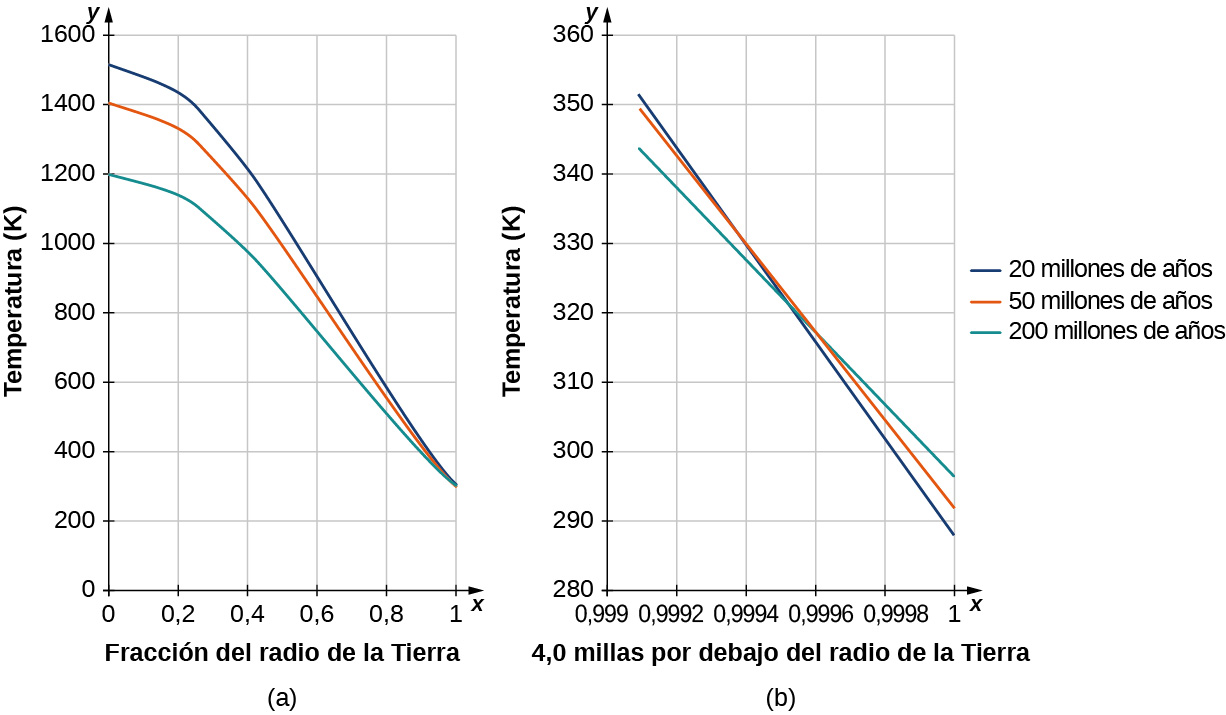 y
1600
1400
1200
1000
800
600
400
200
0
0 0,2 0,4 0,6 0,8 1 x
Temperatura (K)
Fracción del radio de la Tierra
(a)
y
360
350
340
330
320
310
300
290
280
0,999 0,9992 0,9994 0,9996 0,9998 1 x
Temperatura (K)
4,0 millas por debajo del radio de la Tierra
(b)
20 millones de años
50 millones de años
200 millones de años